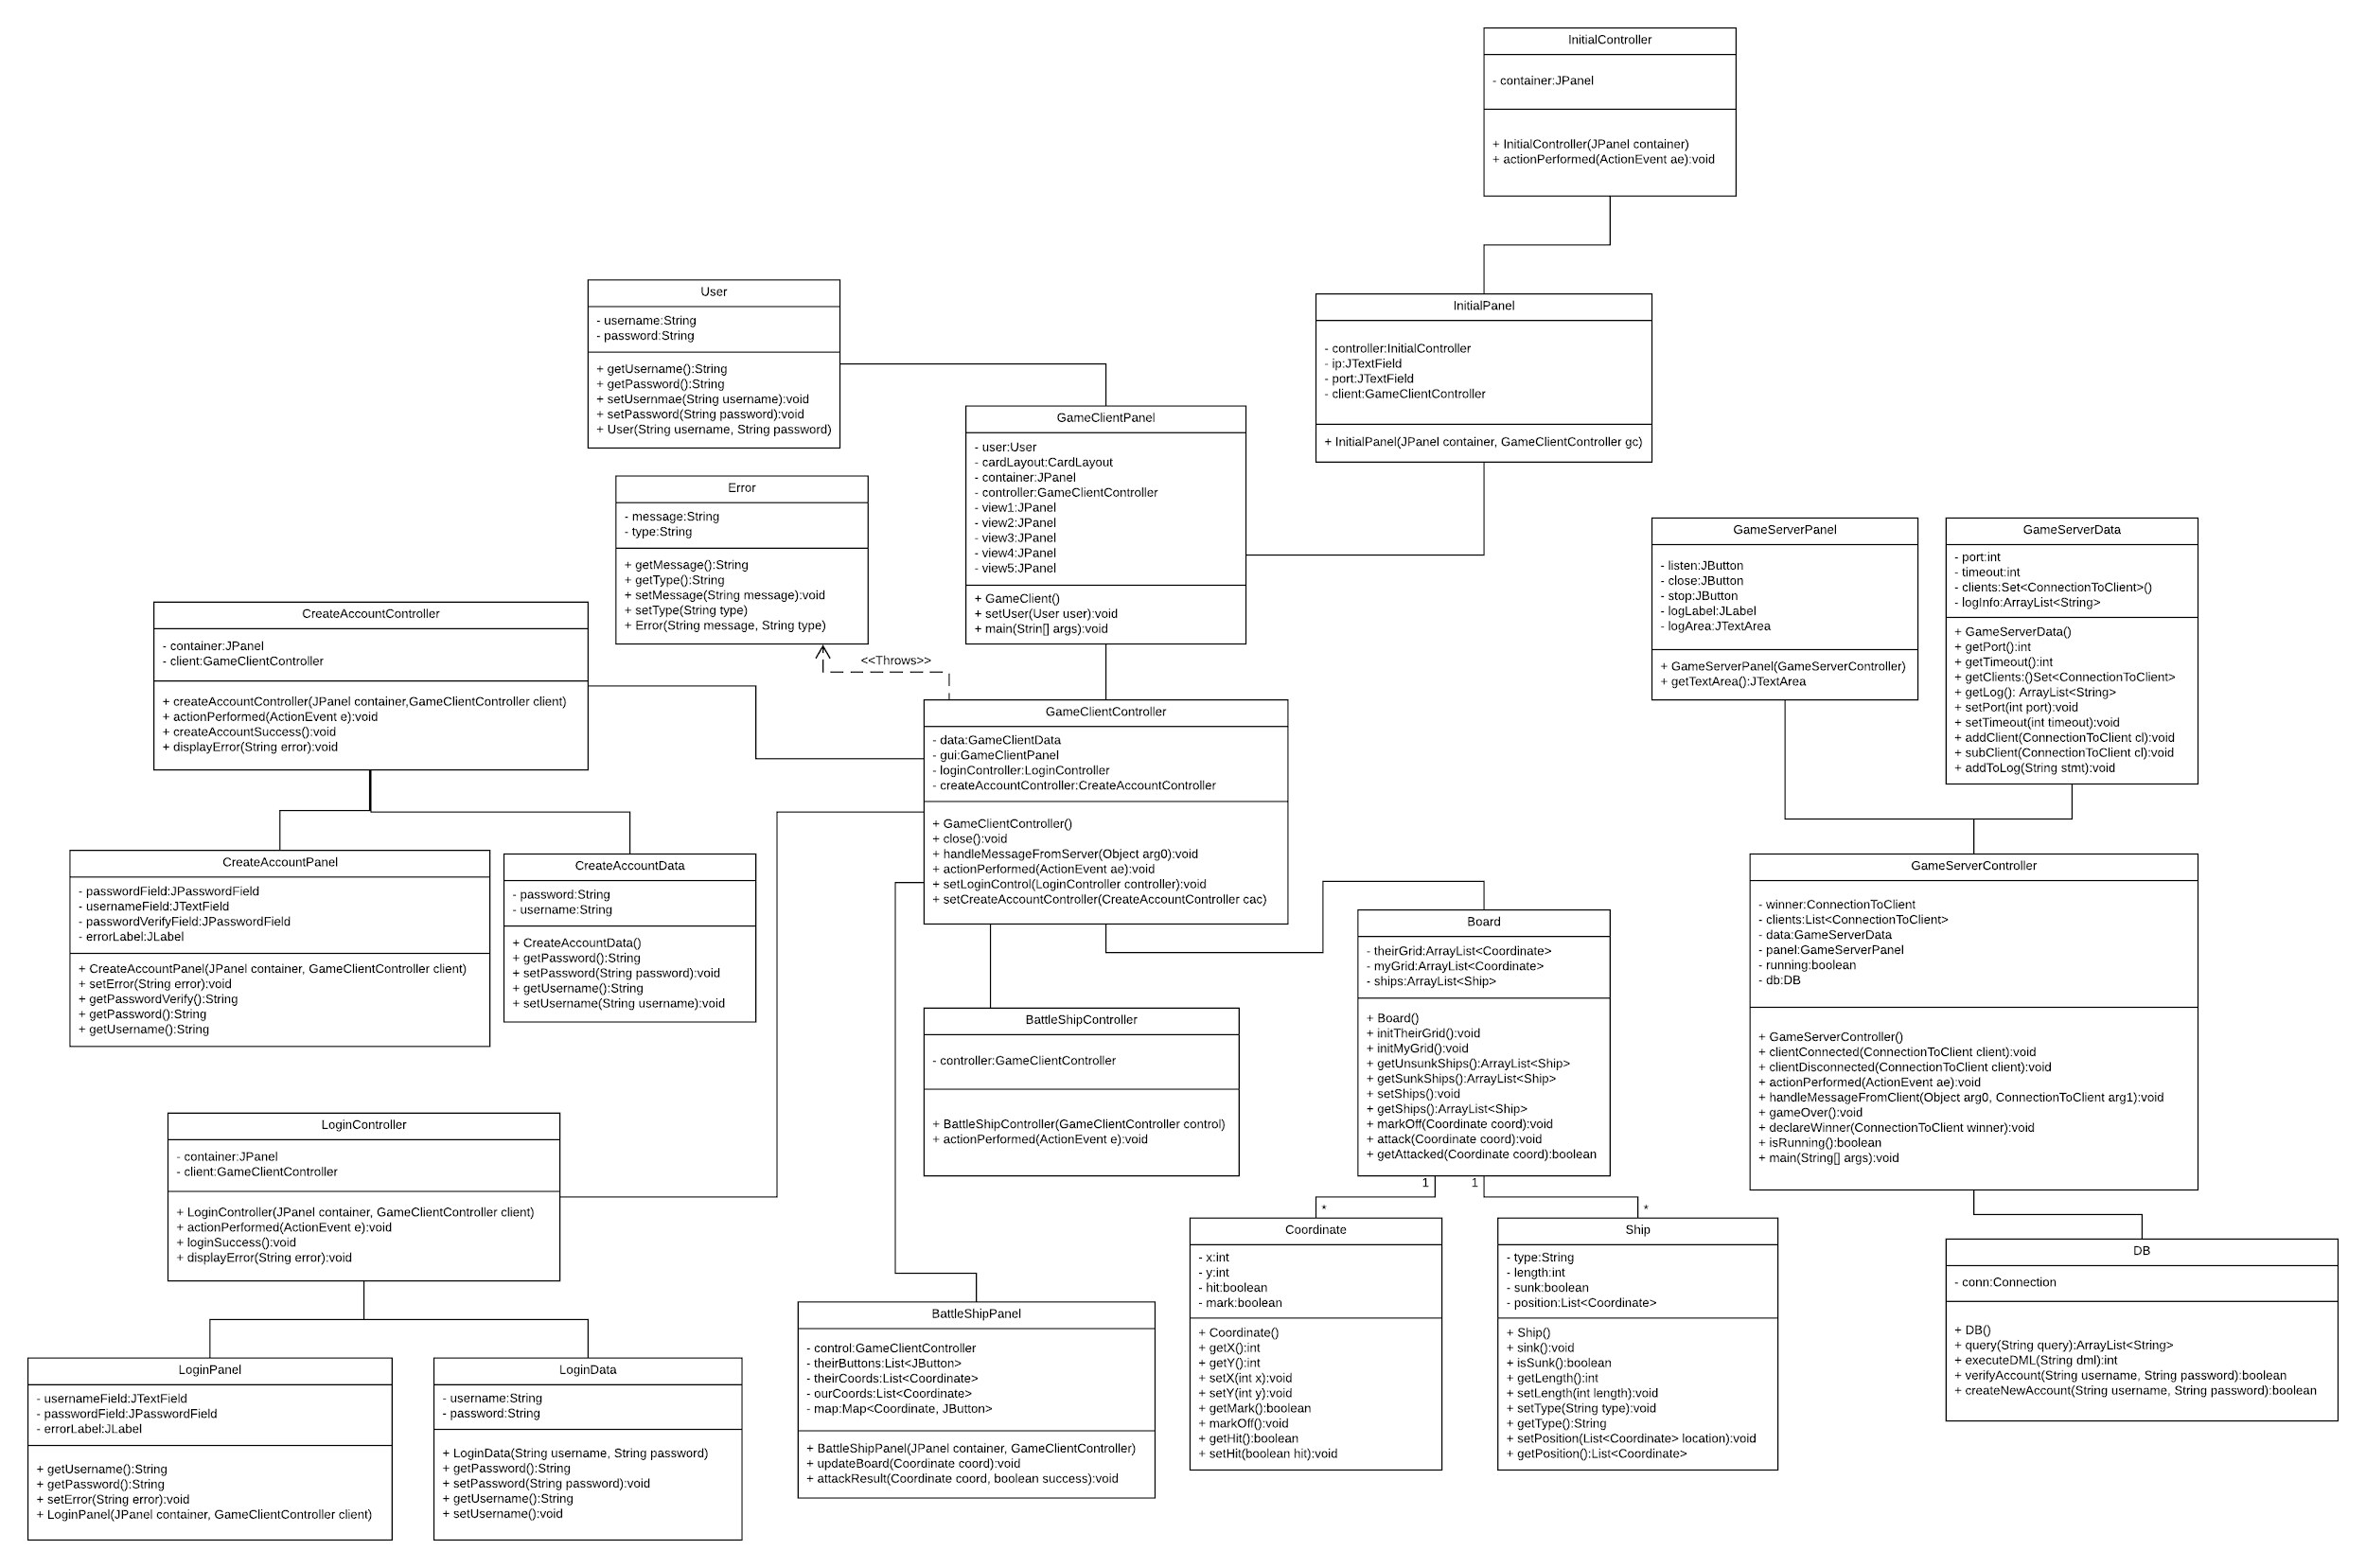 InitialController
- container:JPanel
+ InitialController(JPanel container)
+ actionPerformed(ActionEvent ae):void
User
- username:String
- password:String
+ getUsername():String
+ getPassword():String
+ setUsernmae(String username):void
+ setPassword(String password):void
+ User(String username, String password)
InitialPanel
- controller:InitialController
- ip:JTextField
- port:JTextField
- client:GameClientController
+ InitialPanel(JPanel container, GameClientController gc)
GameClientPanel
- user:User
- cardLayout:CardLayout
- container:JPanel
- controller:GameClientController
- view1:JPanel
- view2:JPanel
- view3:JPanel
- view4:JPanel
- view5:JPanel
+ GameClient()
+ setUser(User user):void
+ main(Strin[] args):void
Error
- message:String
- type:String
+ getMessage():String
+ getType():String
+ setMessage(String message):void
+ setType(String type)
+ Error(String message, String type)
<<Throws>>
GameServerPanel
- listen:JButton
- close:JButton
- stop:JButton
- logLabel:JLabel
- logArea:JTextArea
+ GameServerPanel(GameServerController)
+ getTextArea():JTextArea
GameServerData
- port:int
- timeout:int
- clients:Set<ConnectionToClient>()
- logInfo:ArrayList<String>
+ GameServerData()
+ getPort():int
+ getTimeout():int
+ getClients:()Set<ConnectionToClient>
+ getLog(): ArrayList<String>
+ setPort(int port):void
+ setTimeout(int timeout):void
+ addClient(ConnectionToClient cl):void
+ subClient(ConnectionToClient cl):void
+ addToLog(String stmt):void
CreateAccountController
- container:JPanel
- client:GameClientController
+ createAccountController(JPanel container,GameClientController client)
+ actionPerformed(ActionEvent e):void
+ createAccountSuccess():void
+ displayError(String error):void
GameClientController
- data:GameClientData
- gui:GameClientPanel
- loginController:LoginController
- createAccountController:CreateAccountController
+ GameClientController()
+ close():void
+ handleMessageFromServer(Object arg0):void
+ actionPerformed(ActionEvent ae):void
+ setLoginControl(LoginController controller):void
+ setCreateAccountController(CreateAccountController cac)
CreateAccountPanel
- passwordField:JPasswordField
- usernameField:JTextField
- passwordVerifyField:JPasswordField
- errorLabel:JLabel
+ CreateAccountPanel(JPanel container, GameClientController client)
+ setError(String error):void
+ getPasswordVerify():String
+ getPassword():String
+ getUsername():String
CreateAccountData
- password:String
- username:String
+ CreateAccountData()
+ getPassword():String
+ setPassword(String password):void
+ getUsername():String
+ setUsername(String username):void
GameServerController
- winner:ConnectionToClient
- clients:List<ConnectionToClient>
- data:GameServerData
- panel:GameServerPanel
- running:boolean
- db:DB
+ GameServerController()
+ clientConnected(ConnectionToClient client):void
+ clientDisconnected(ConnectionToClient client):void
+ actionPerformed(ActionEvent ae):void
+ handleMessageFromClient(Object arg0, ConnectionToClient arg1):void
+ gameOver():void
+ declareWinner(ConnectionToClient winner):void
+ isRunning():boolean
+ main(String[] args):void
Board
- theirGrid:ArrayList<Coordinate>
- myGrid:ArrayList<Coordinate>
- ships:ArrayList<Ship>
+ Board()
+ initTheirGrid():void
+ initMyGrid():void
+ getUnsunkShips():ArrayList<Ship>
+ getSunkShips():ArrayList<Ship>
+ setShips():void
+ getShips():ArrayList<Ship>
+ markOff(Coordinate coord):void
+ attack(Coordinate coord):void
+ getAttacked(Coordinate coord):boolean
1
1
*
*
BattleShipController
- controller:GameClientController
+ BattleShipController(GameClientController control)
+ actionPerformed(ActionEvent e):void
LoginController
- container:JPanel
- client:GameClientController
+ LoginController(JPanel container, GameClientController client)
+ actionPerformed(ActionEvent e):void
+ loginSuccess():void
+ displayError(String error):void
Coordinate
- x:int
- y:int
- hit:boolean
- mark:boolean
+ Coordinate()
+ getX():int
+ getY():int
+ setX(int x):void
+ setY(int y):void
+ getMark():boolean
+ markOff():void
+ getHit():boolean
+ setHit(boolean hit):void
Ship
- type:String
- length:int
- sunk:boolean
- position:List<Coordinate>
+ Ship()
+ sink():void
+ isSunk():boolean
+ getLength():int
+ setLength(int length):void
+ setType(String type):void
+ getType():String
+ setPosition(List<Coordinate> location):void
+ getPosition():List<Coordinate>
DB
- conn:Connection
+ DB()
+ query(String query):ArrayList<String>
+ executeDML(String dml):int
+ verifyAccount(String username, String password):boolean
+ createNewAccount(String username, String password):boolean
BattleShipPanel
- control:GameClientController
- theirButtons:List<JButton>
- theirCoords:List<Coordinate>
- ourCoords:List<Coordinate>
- map:Map<Coordinate, JButton>
+ BattleShipPanel(JPanel container, GameClientController)
+ updateBoard(Coordinate coord):void
+ attackResult(Coordinate coord, boolean success):void
LoginPanel
- usernameField:JTextField
- passwordField:JPasswordField
- errorLabel:JLabel
+ getUsername():String
+ getPassword():String
+ setError(String error):void
+ LoginPanel(JPanel container, GameClientController client)
LoginData
- username:String
- password:String
+ LoginData(String username, String password)
+ getPassword():String
+ setPassword(String password):void
+ getUsername():String
+ setUsername():void